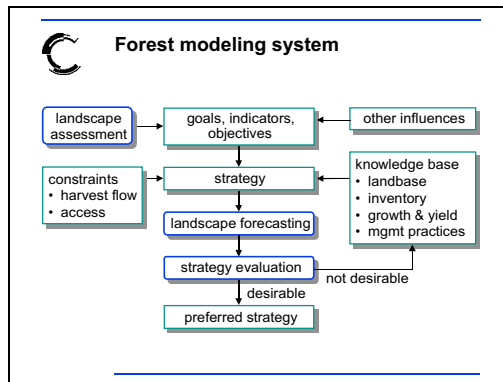 Forest modeling system
landscape
assessment
goals, indicators,
objectives
other influences
constraints
• harvest flow
• access
strategy
knowledge base
• landbase
• inventory
• growth & yield
• mgmt practices
landscape forecasting
strategy evaluation
not desirable
desirable
preferred strategy